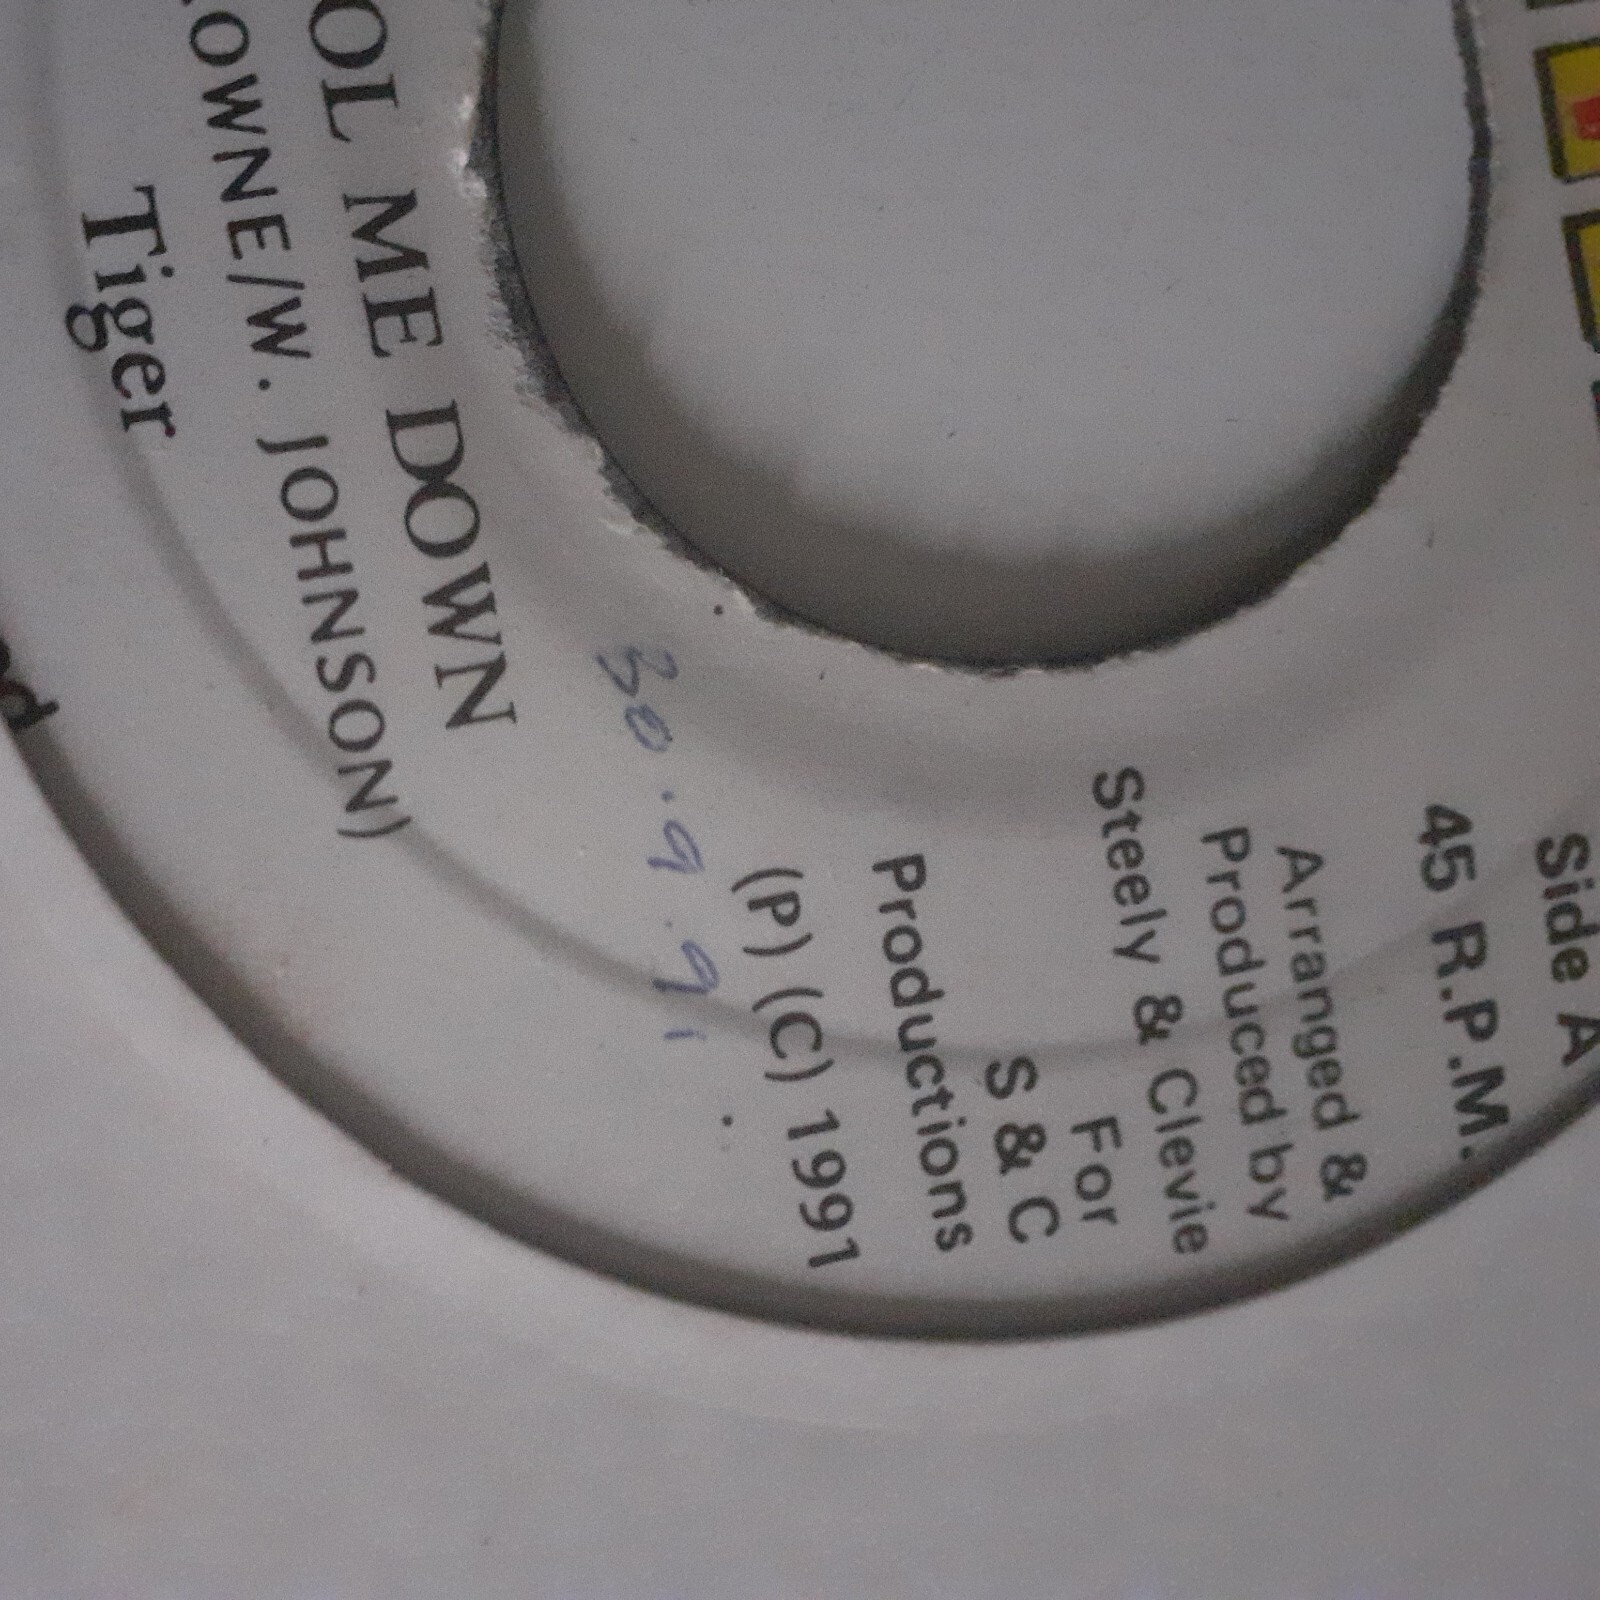 Side A
45 R.P.M.
Arranged &
Produced by
Steely & Clevie
For
S & C
Productions
(P) (C) 1991
30.9.91
OL ME DOWN
OWNE/W. JOHNSON)
Tiger